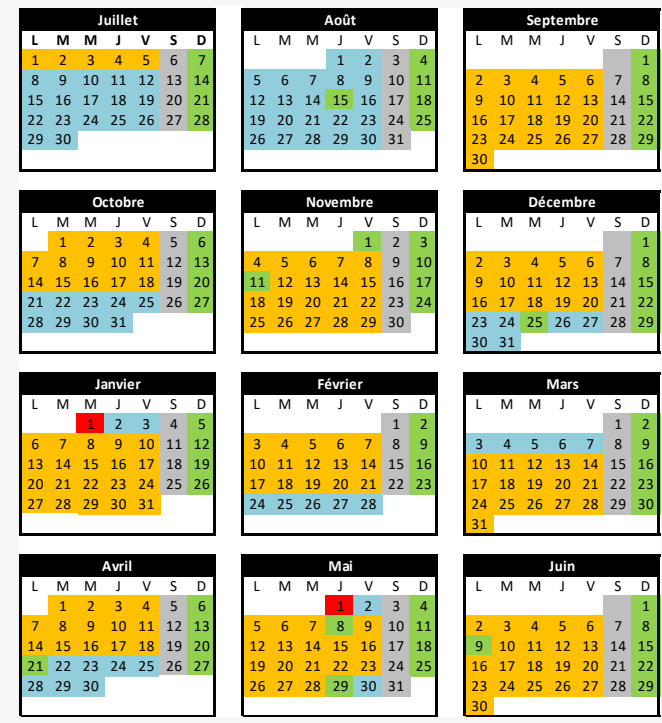 Juillet
L M M J V S D
1 2 3 4 5 6 7
8 9 10 11 12 13 14
15 16 17 18 19 20 21
22 23 24 25 26 27 28
29 30
Août
L M M J V S D
1 2 3 4
5 6 7 8 9 10 11
12 13 14 15 16 17 18
19 20 21 22 23 24 25
26 27 28 29 30 31
Septembre
L M M J V S D
1
2 3 4 5 6 7 8
9 10 11 12 13 14 15
16 17 18 19 20 21 22
23 24 25 26 27 28 29
30
Octobre
L M M J V S D
1 2 3 4 5 6
7 8 9 10 11 12 13
14 15 16 17 18 19 20
21 22 23 24 25 26 27
28 29 30 31
Novembre
L M M J V S D
1 2 3
4 5 6 7 8 9 10
11 12 13 14 15 16 17
18 19 20 21 22 23 24
25 26 27 28 29 30
Décembre
L M M J V S D
1
2 3 4 5 6 7 8
9 10 11 12 13 14 15
16 17 18 19 20 21 22
23 24 25 26 27 28 29
30 31
Janvier
L M M J V S D
1 2 3 4 5
6 7 8 9 10 11 12
13 14 15 16 17 18 19
20 21 22 23 24 25 26
27 28 29 30 31
Février
L M M J V S D
1 2
3 4 5 6 7 8 9
10 11 12 13 14 15 16
17 18 19 20 21 22 23
24 25 26 27 28
Mars
L M M J V S D
1 2
3 4 5 6 7 8 9
10 11 12 13 14 15 16
17 18 19 20 21 22 23
24 25 26 27 28 29 30
31
Avril
L M M J V S D
1 2 3 4 5 6
7 8 9 10 11 12 13
14 15 16 17 18 19 20
21 22 23 24 25 26 27
28 29 30
Mai
L M M J V S D
1 2 3 4
5 6 7 8 9 10 11
12 13 14 15 16 17 18
19 20 21 22 23 24 25
26 27 28 29 30 31
Juin
L M M J V S D
1
2 3 4 5 6 7 8
9 10 11 12 13 14 15
16 17 18 19 20 21 22
23 24 25 26 27 28 29
30